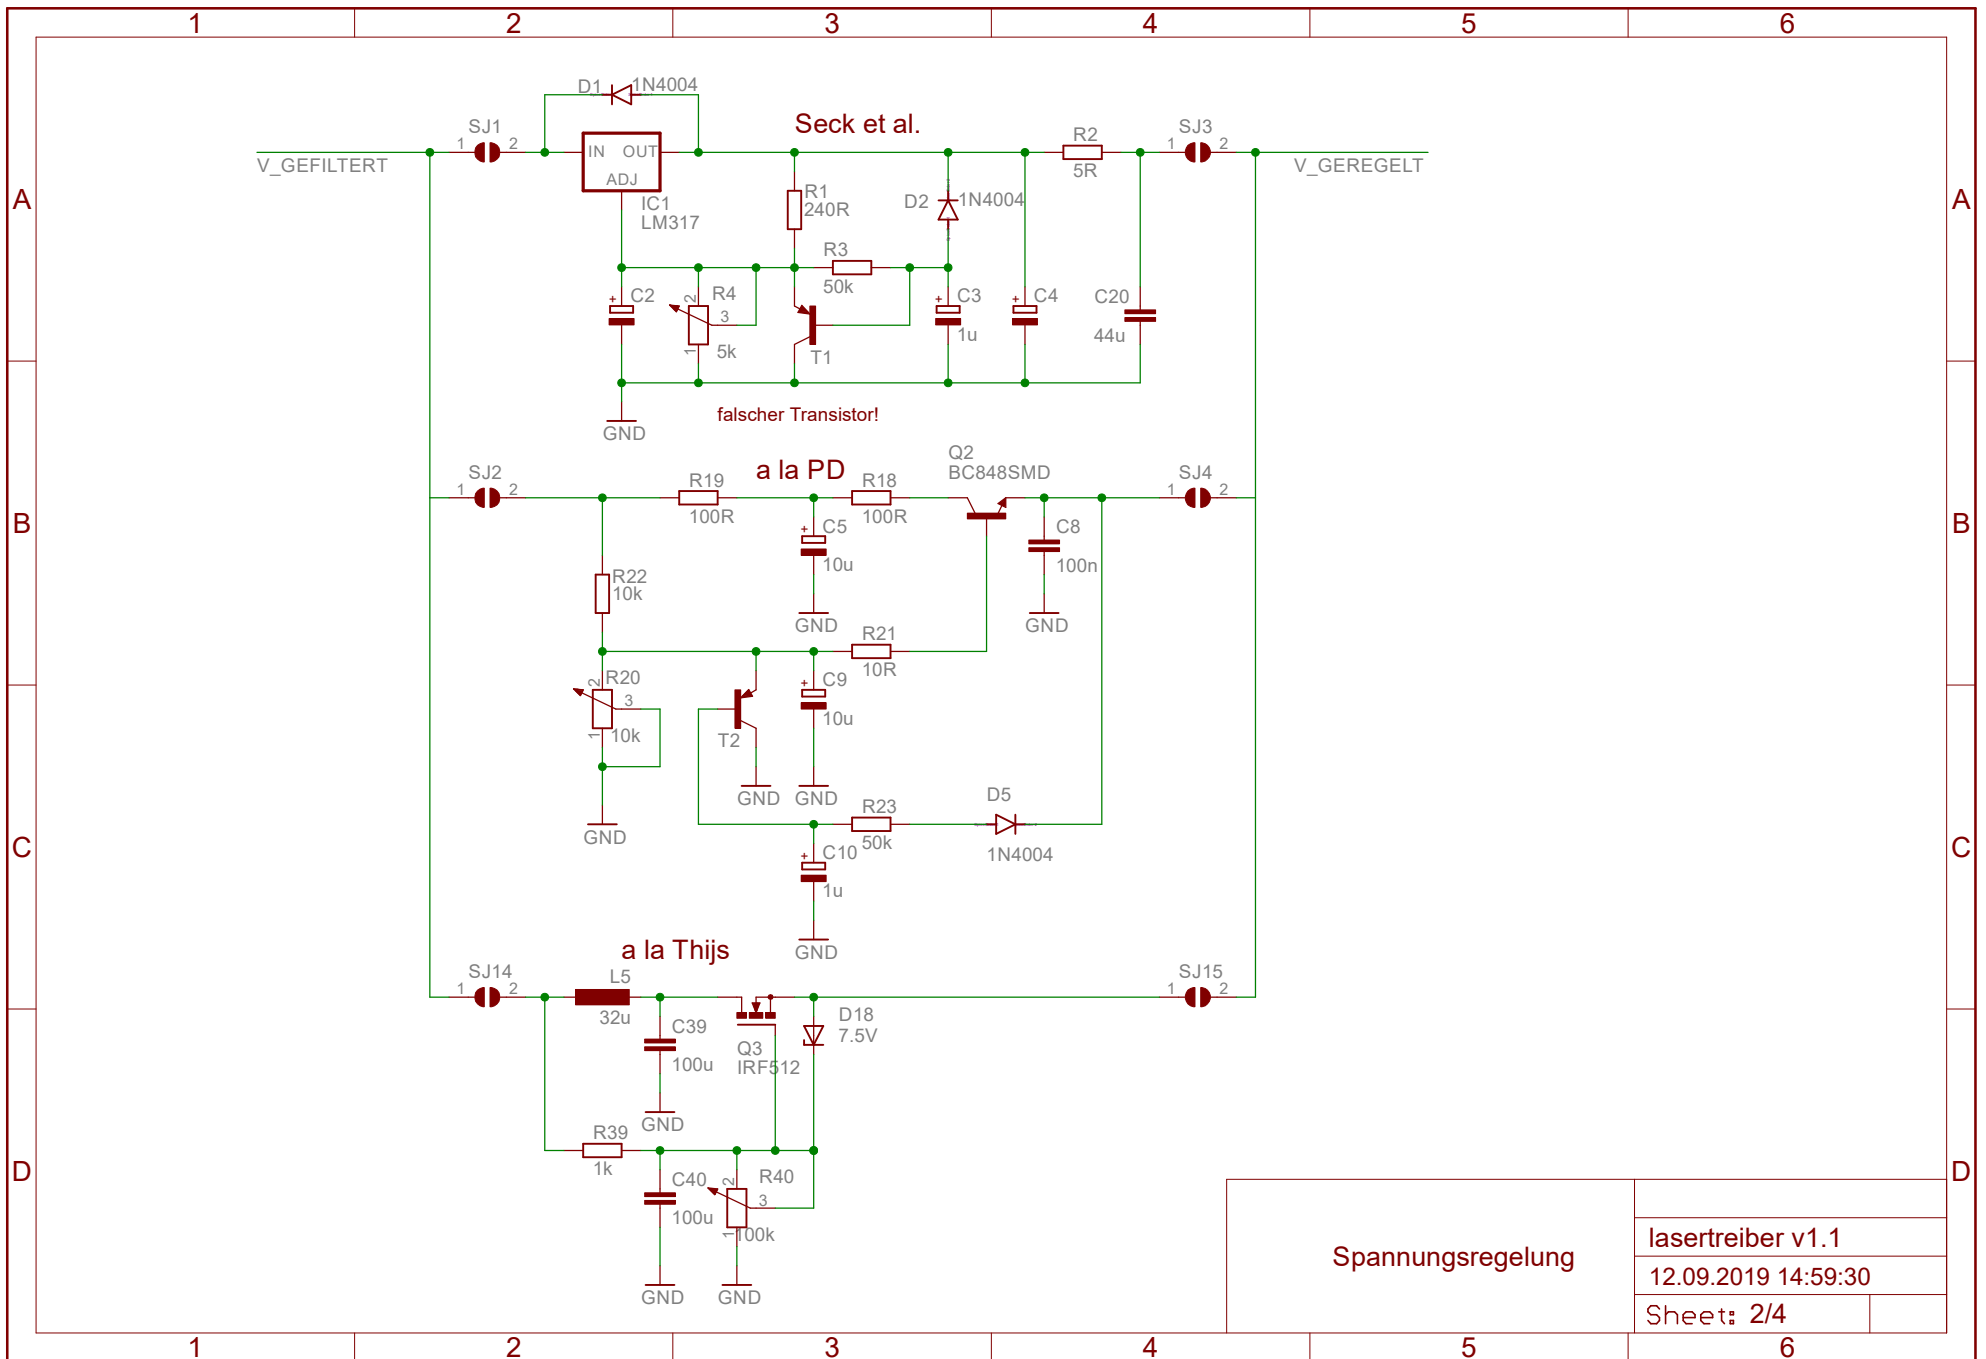 1 2 3 4 5 6
A A
B B
C C
D D
D1 1N4004
Seck et al.
SJ1
1 2
V_GEFILTERT
IN OUT
ADJ
IC1
LM317
R1
240R
D2 1N4004
R2
5R
SJ3
1 2
V_GEREGELT
R3
50k
C2
+
R4
2
3
1
5k
T1
C3
+
1u
C4
+
C20
44u
GND
falscher Transistor!
a la PD
SJ2
1 2
R19
100R
R18
100R
Q2
BC848SMD
SJ4
1 2
C5
+
10u
GND
C8
100n
GND
R22
10k
R21
10R
R20
2
3
1
10k
GND
T2
GND
C9
+
10u
GND
R23
50k
D5
1N4004
C10
+
1u
GND
a la Thijs
SJ14
1 2
L5
32u
C39
100u
GND
Q3
IRF512
D18
7.5V
SJ15
1 2
R39
1k
C40
100u
GND
R40
2
3
1
100k
GND
Spannungsregelung
lasertreiber v1.1
12.09.2019 14:59:30
Sheet: 2/4
1 2 3 4 5 6